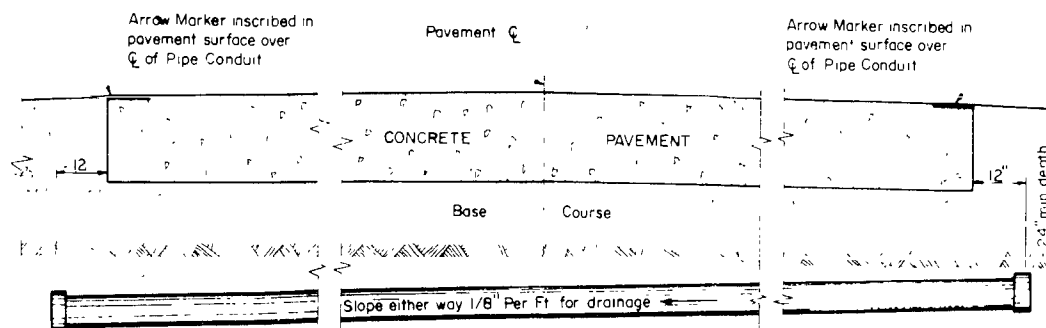 Arrow Marker inscribed in
pavement surface over
℄ of Pipe Conduit
Pavement ℄
Arrow Marker inscribed in
pavement surface over
℄ of Pipe Conduit
CONCRETE PAVEMENT
12
12"
24" min depth
Base Course
Slope either way 1/8" Per Ft for drainage